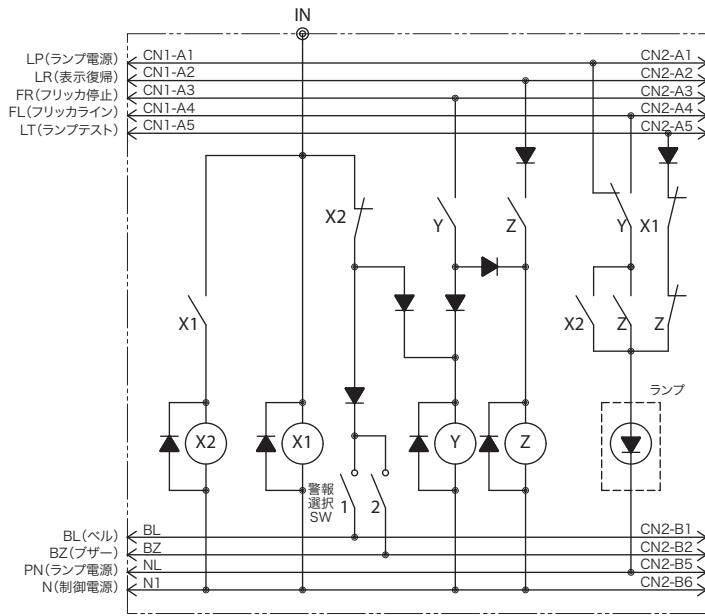 IN
LP(ランプ電源) CN1-A1 CN2-A1
LR(表示復帰) CN1-A2 CN2-A2
FR(フリッカ停止) CN1-A3 CN2-A3
FL(フリッカライン) CN1-A4 CN2-A4
LT(ランプテスト) CN1-A5 CN2-A5
X2 Y Z Y X1
X1 X2 Z Z
ランプ
X2 X1 Y Z
警報
選択
SW
1 2
BL(ベル) BL CN2-B1
BZ(ブザー) BZ CN2-B2
PN(ランプ電源) NL CN2-B5
N(制御電源) N1 CN2-B6